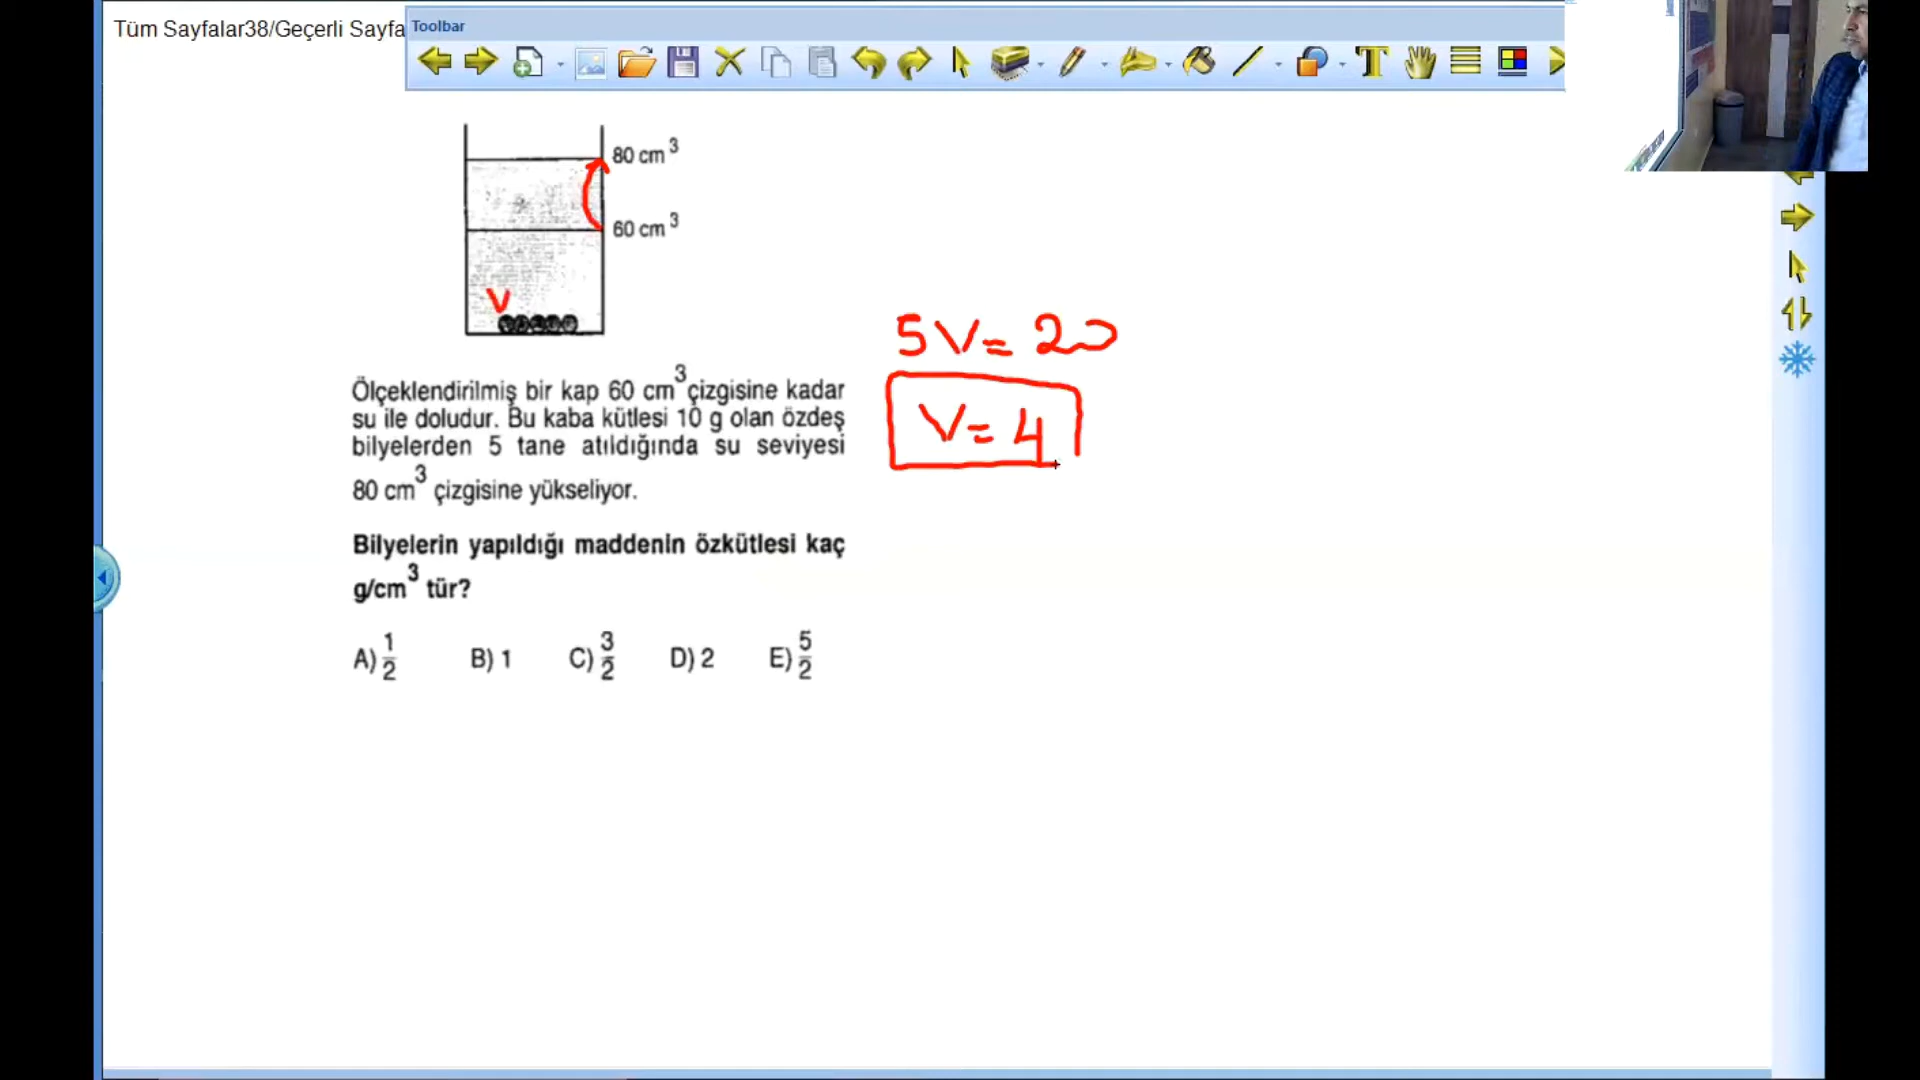 Tüm Sayfalar38/Geçerli Sayfa
Toolbar
80 cm³
60 cm³
V
5V = 20
V = 4
Ölçeklendirilmiş bir kap 60 cm³ çizgisine kadar
su ile doludur. Bu kaba kütlesi 10 g olan özdeş
bilyelerden 5 tane atıldığında su seviyesi
80 cm³ çizgisine yükseliyor.
Bilyelerin yapıldığı maddenin özkütlesi kaç
g/cm³ tür?
A) 1/2 B) 1 C) 3/2 D) 2 E) 5/2